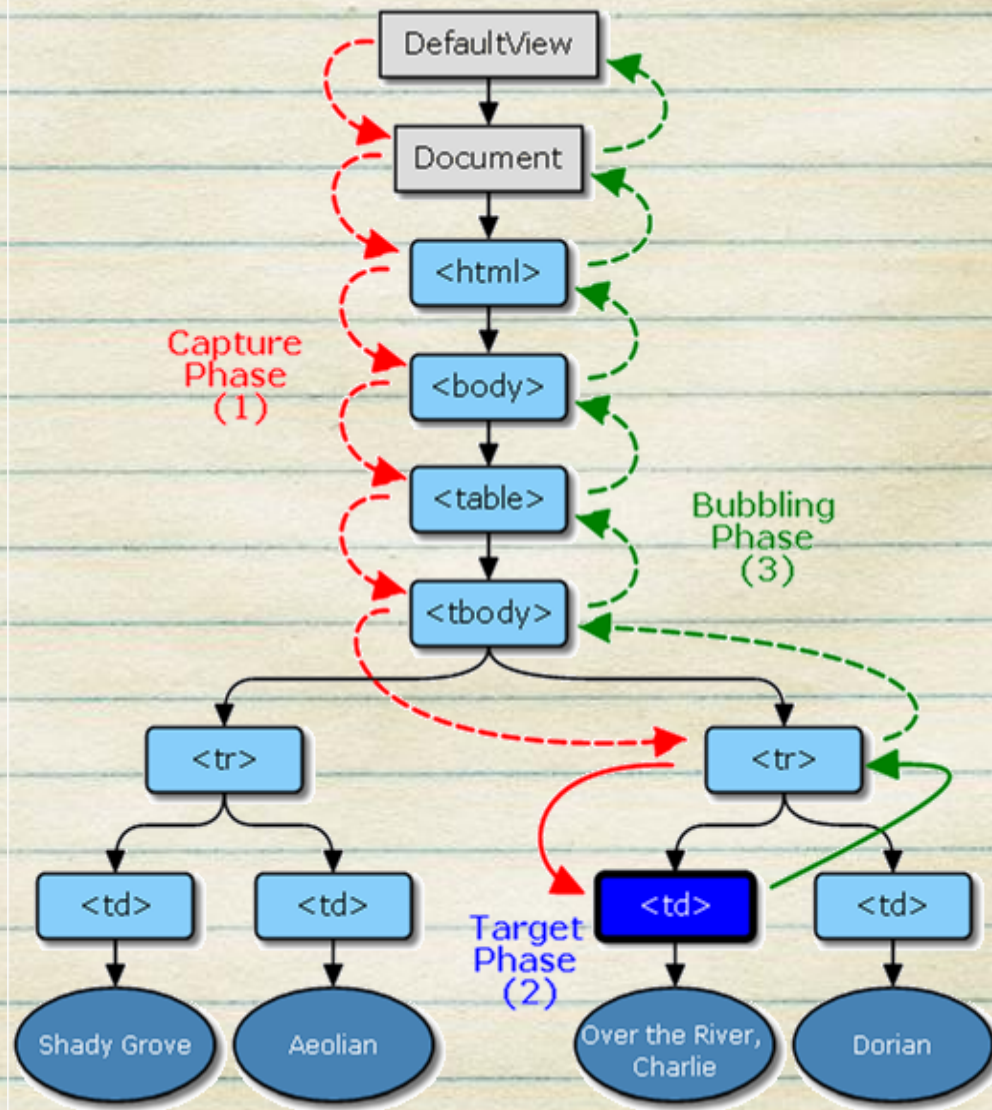 DefaultView
Document
<html>
Capture
Phase
(1)
<body>
<table>
Bubbling
Phase
(3)
<tbody>
<tr>
<tr>
<td>
<td>
<td>
<td>
Target
Phase
(2)
Shady Grove
Aeolian
Over the River,
Charlie
Dorian